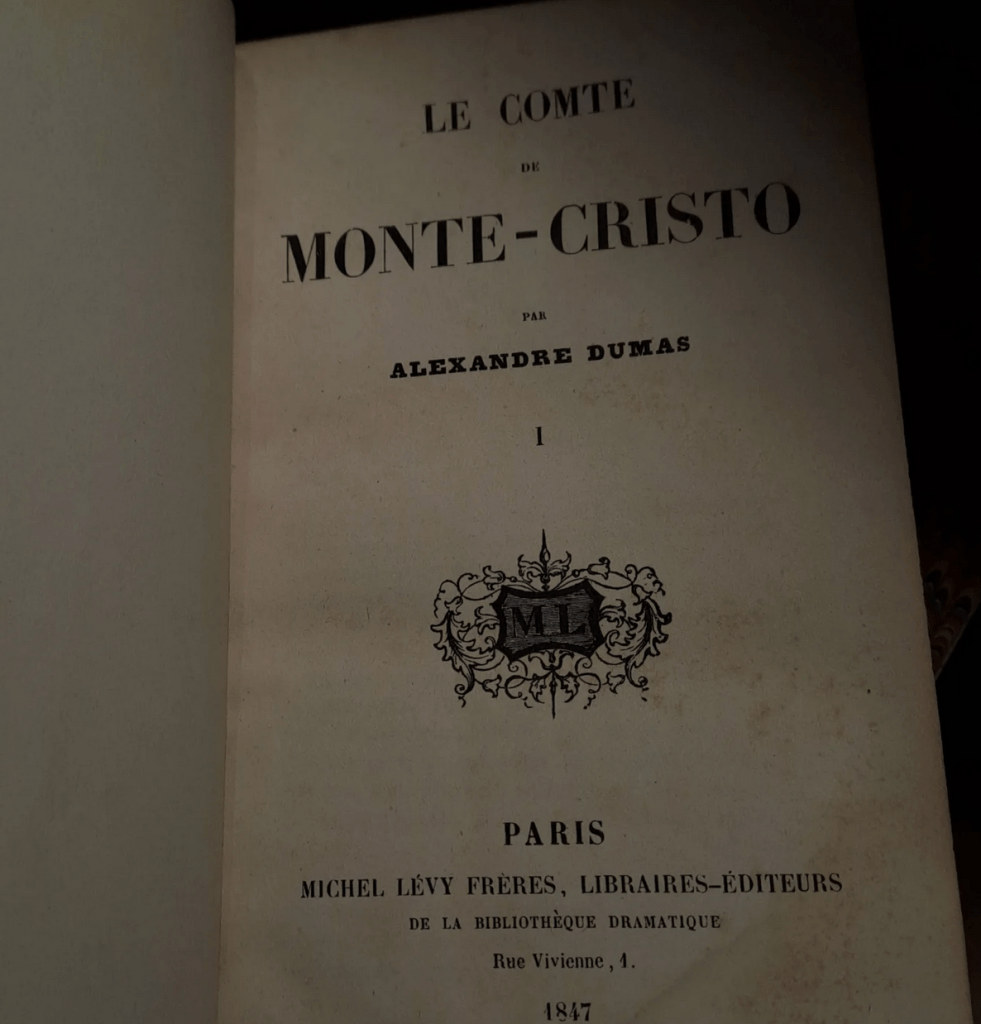 LE COMTE
DE
MONTE-CRISTO
PAR
ALEXANDRE DUMAS
I
ML
PARIS
MICHEL LÉVY FRÈRES, LIBRAIRES-ÉDITEURS
DE LA BIBLIOTHÈQUE DRAMATIQUE
Rue Vivienne, 1.
1847